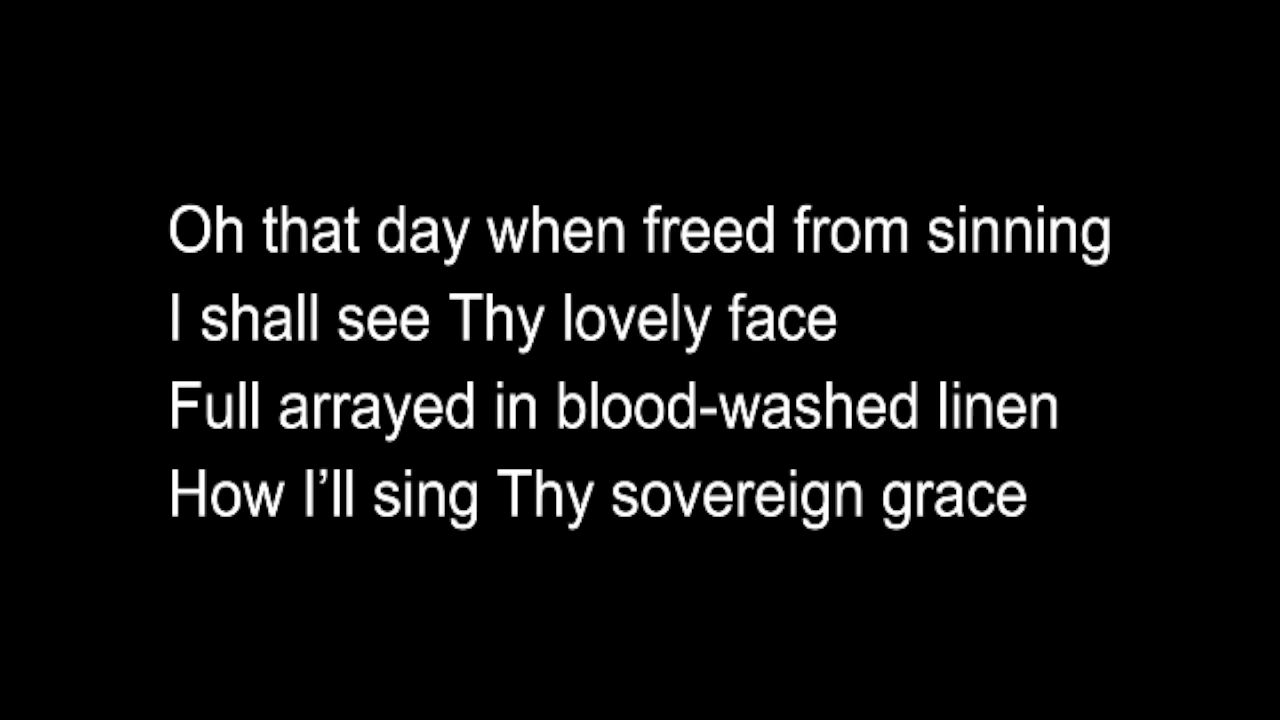 Oh that day when freed from sinning
I shall see Thy lovely face
Full arrayed in blood-washed linen
How I’ll sing Thy sovereign grace